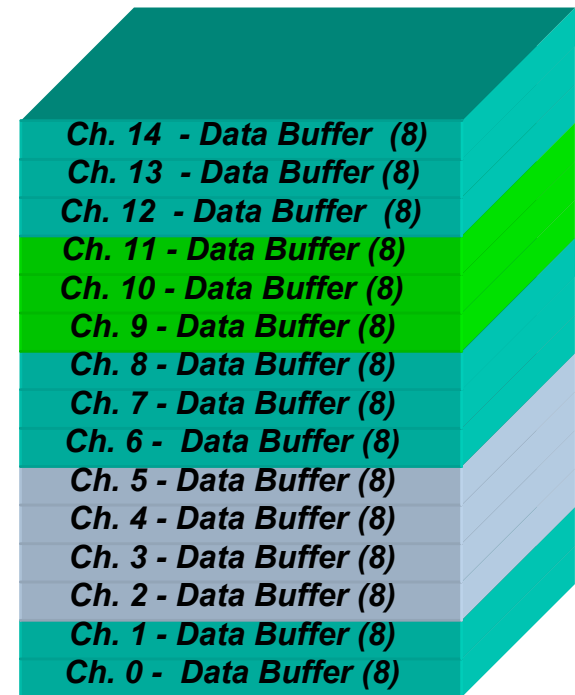 Ch. 14 - Data Buffer (8)
Ch. 13 - Data Buffer (8)
Ch. 12 - Data Buffer (8)
Ch. 11 - Data Buffer (8)
Ch. 10 - Data Buffer (8)
Ch. 9 - Data Buffer (8)
Ch. 8 - Data Buffer (8)
Ch. 7 - Data Buffer (8)
Ch. 6 - Data Buffer (8)
Ch. 5 - Data Buffer (8)
Ch. 4 - Data Buffer (8)
Ch. 3 - Data Buffer (8)
Ch. 2 - Data Buffer (8)
Ch. 1 - Data Buffer (8)
Ch. 0 - Data Buffer (8)